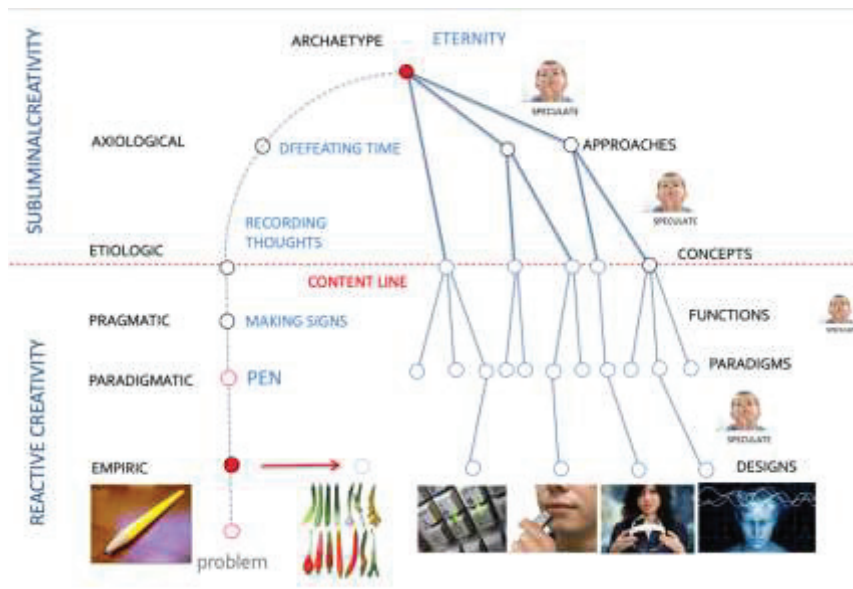 SUBLIMINALCREATIVITY
REACTIVE CREATIVITY
ARCHAETYPE
ETERNITY
SPECULATE
AXIOLOGICAL
DFEFEATING TIME
APPROACHES
SPECULATE
RECORDING
THOUGHTS
ETIOLOGIC
CONCEPTS
CONTENT LINE
PRAGMATIC
MAKING SIGNS
FUNCTIONS
PARADIGMS
PARADIGMATIC
PEN
SPECULATE
EMPIRIC
DESIGNS
problem